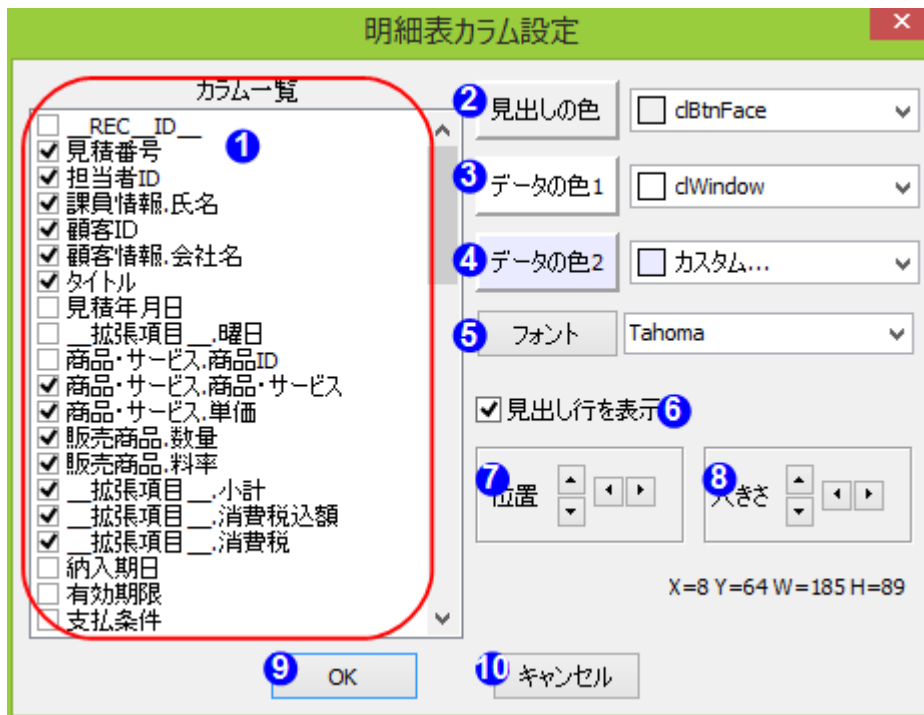 明細表カラム設定
カラム一覧
__REC__ID__
1
見積番号
担当者ID
課員情報.氏名
顧客ID
顧客情報.会社名
タイトル
見積年月日
__拡張項目__.曜日
商品・サービス.商品ID
商品・サービス.商品・サービス
商品・サービス.単価
販売商品.数量
販売商品.料率
__拡張項目__.小計
__拡張項目__.消費税込額
__拡張項目__.消費税
納入期日
有効期限
支払条件
2 見出しの色 clBtnFace
3 データの色1 clWindow
4 データの色2 カスタム...
5 フォント Tahoma
見出し行を表示 6
7 位置
8 大きさ
X=8 Y=64 W=185 H=89
9 OK
10 キャンセル